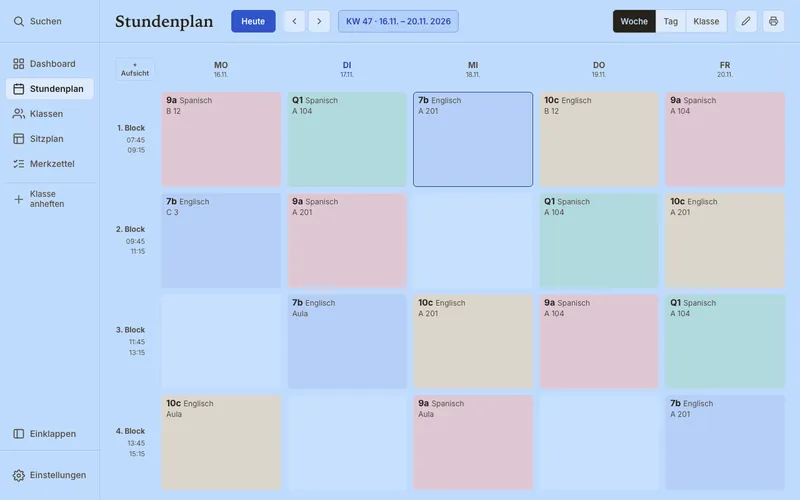 Suchen
Stundenplan
Heute
KW 47 · 16.11. – 20.11. 2026
Woche
Tag
Klasse
Dashboard
Stundenplan
Klassen
Sitzplan
Merkzettel
Klasse
anheften
Einklappen
Einstellungen
+
Aufsicht
MO
16.11.
DI
17.11.
MI
18.11.
DO
19.11.
FR
20.11.
1. Block
07:45
09:15
9a Spanisch
B 12
Q1 Spanisch
A 104
7b Englisch
A 201
10c Englisch
B 12
9a Spanisch
A 104
2. Block
09:45
11:15
7b Englisch
C 3
9a Spanisch
A 201
Q1 Spanisch
A 104
10c Englisch
A 201
3. Block
11:45
13:15
7b Englisch
Aula
10c Englisch
A 201
9a Spanisch
A 104
Q1 Spanisch
A 104
4. Block
13:45
15:15
10c Englisch
Aula
9a Spanisch
Aula
7b Englisch
A 201